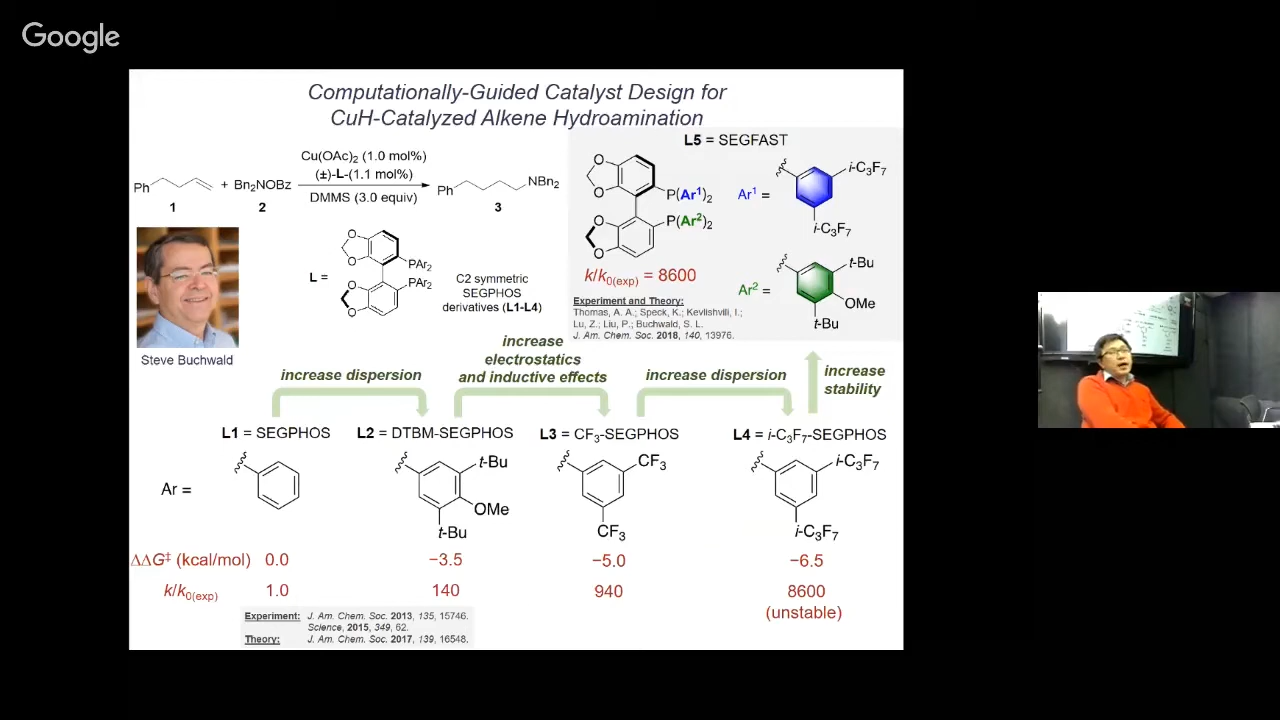 Google
Computationally-Guided Catalyst Design for
CuH-Catalyzed Alkene Hydroamination
Cu(OAc)2 (1.0 mol%)
(±)-L-(1.1 mol%)
DMMS (3.0 equiv)
Ph
1
+
Bn2NOBz
2
Ph
NBn2
3
Steve Buchwald
L =
O
O
O
O
PAr2
PAr2
C2 symmetric
SEGPHOS
derivatives (L1-L4)
L5 = SEGFAST
O
O
O
O
P(Ar1)2
P(Ar2)2
Ar1 =
i-C3F7
i-C3F7
Ar2 =
t-Bu
OMe
t-Bu
k/k0(exp) = 8600
Experiment and Theory:
Thomas, A. A.; Speck, K.; Kevlishvili, I.;
Lu, Z.; Liu, P.; Buchwald, S. L.
J. Am. Chem. Soc. 2018, 140, 13976.
increase dispersion
increase
electrostatics
and inductive effects
increase dispersion
increase
stability
L1 = SEGPHOS
L2 = DTBM-SEGPHOS
L3 = CF3-SEGPHOS
L4 = i-C3F7-SEGPHOS
Ar =
t-Bu
OMe
t-Bu
CF3
CF3
i-C3F7
i-C3F7
ΔΔG‡ (kcal/mol) 0.0 −3.5 −5.0 −6.5
k/k0(exp) 1.0 140 940 8600
(unstable)
Experiment: J. Am. Chem. Soc. 2013, 135, 15746.
Science, 2015, 349, 62.
Theory: J. Am. Chem. Soc. 2017, 139, 16548.